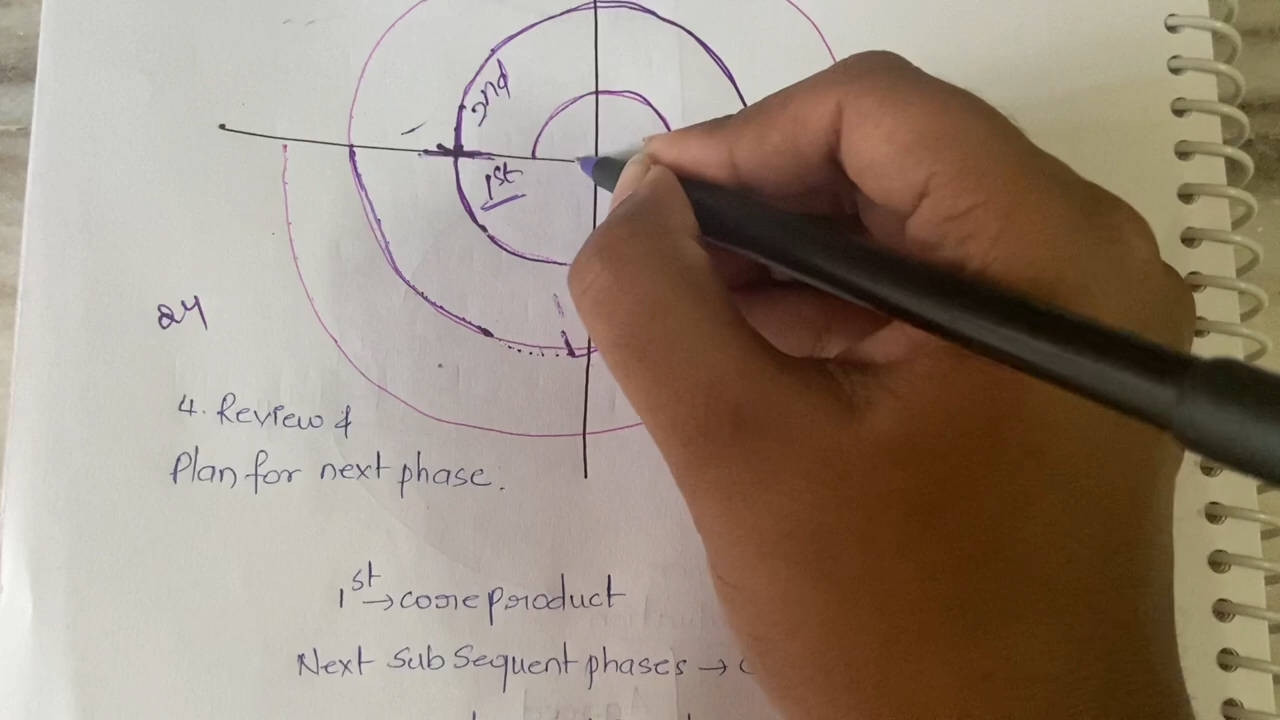 2nd
1st
24
4. Review &
Plan for next phase.
1st → core product
Next Sub Sequent phases →